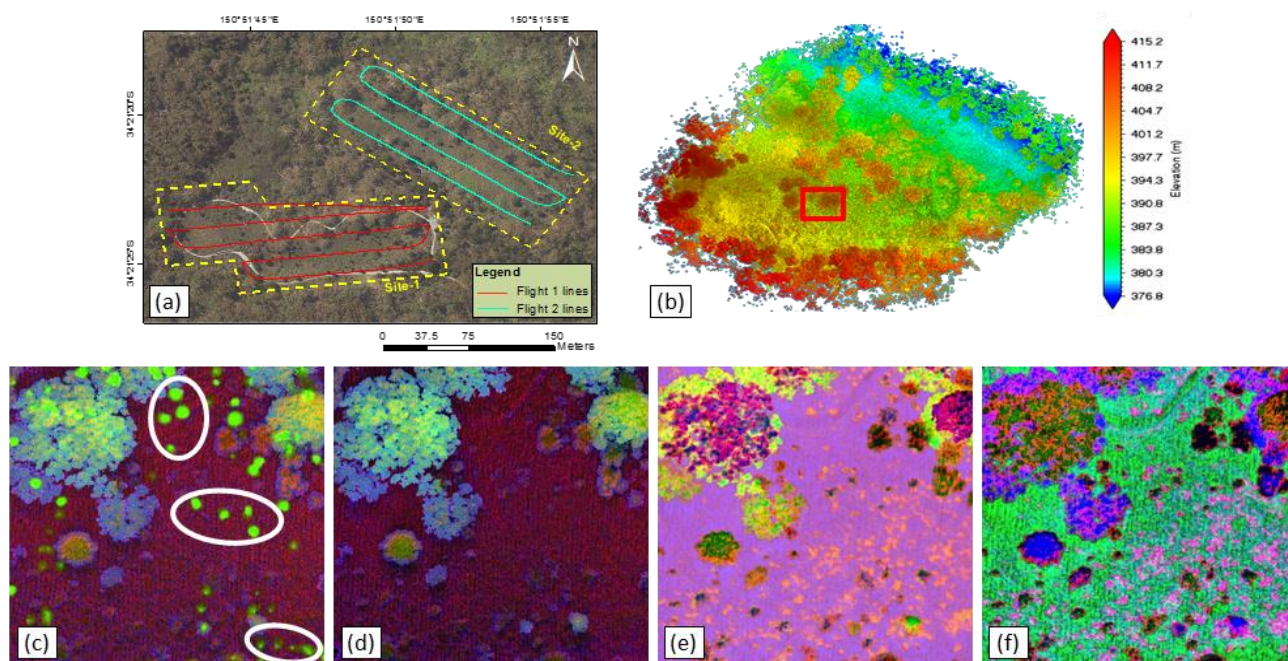 150°51'45"E
150°51'50"E
150°51'55"E
34°21'20"S
34°21'25"S
N
Site-2
Site-1
Legend
Flight 1 lines
Flight 2 lines
(a)
0 37.5 75 150
Meters
(b)
415.2
411.7
408.2
404.7
401.2
397.7
394.3
390.8
387.3
383.8
380.3
376.8
Elevation (m)
(c)
(d)
(e)
(f)